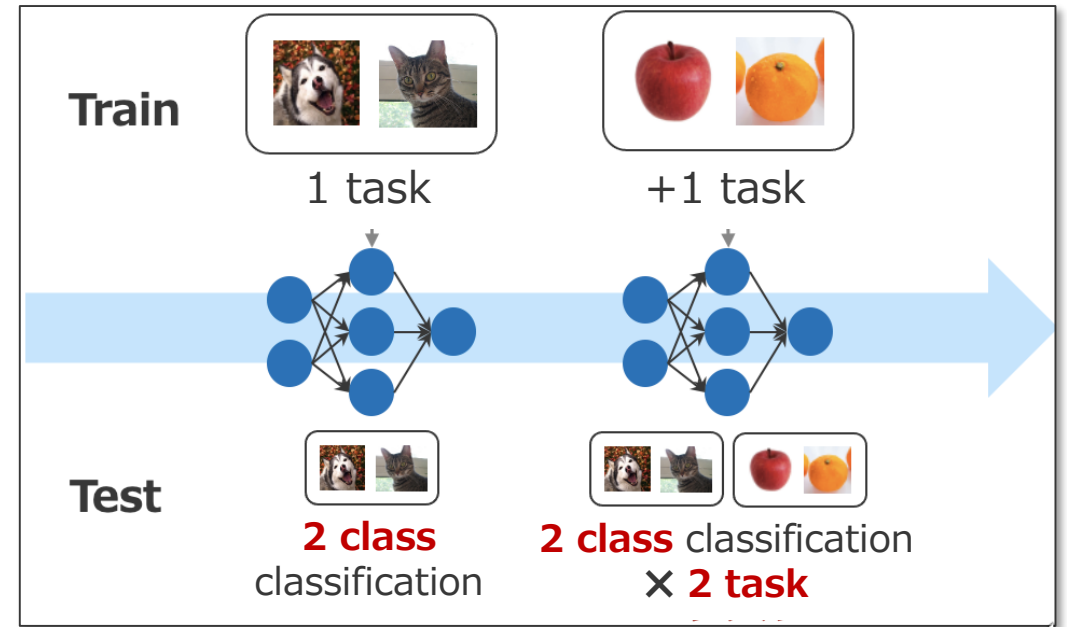 Train
1 task
+1 task
Test
2 class
classification
2 class classification
× 2 task